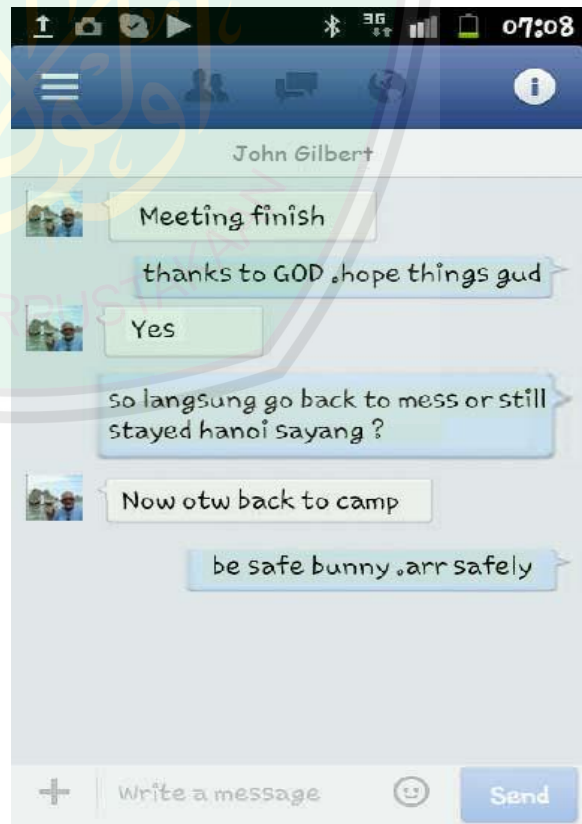 07:08
John Gilbert
Meeting finish
thanks to GOD .hope things gud
Yes
so langsung go back to mess or still
stayed hanoi sayang ?
Now otw back to camp
be safe bunny .arr safely
Write a message
Send